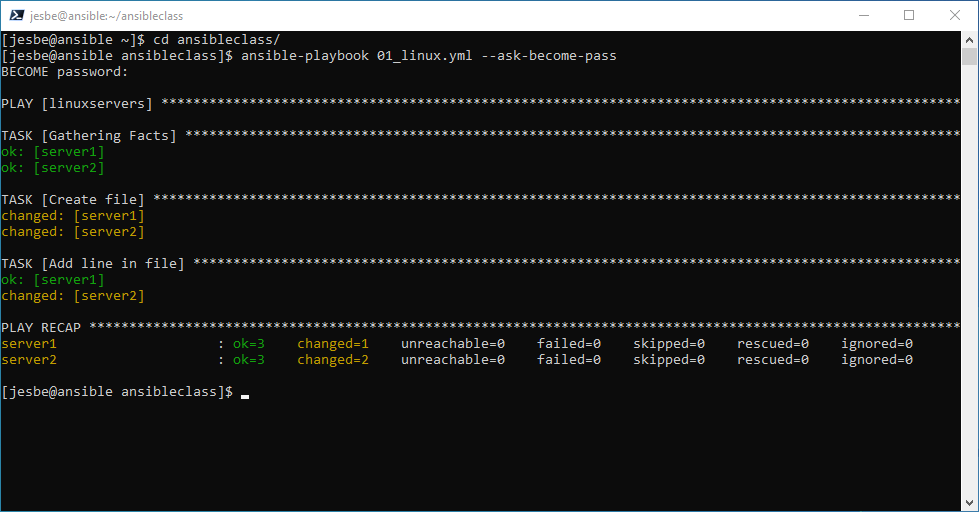 jesbe@ansible:~/ansibleclass
[jesbe@ansible ~]$ cd ansibleclass/
[jesbe@ansible ansibleclass]$ ansible-playbook 01_linux.yml --ask-become-pass
BECOME password:
PLAY [linuxservers] ****************************************************************************************************
TASK [Gathering Facts] *************************************************************************************************
ok: [server1]
ok: [server2]
TASK [Create file] *****************************************************************************************************
changed: [server1]
changed: [server2]
TASK [Add line in file] ************************************************************************************************
ok: [server1]
changed: [server2]
PLAY RECAP *************************************************************************************************************
server1                    : ok=3    changed=1    unreachable=0    failed=0    skipped=0    rescued=0    ignored=0
server2                    : ok=3    changed=2    unreachable=0    failed=0    skipped=0    rescued=0    ignored=0
[jesbe@ansible ansibleclass]$